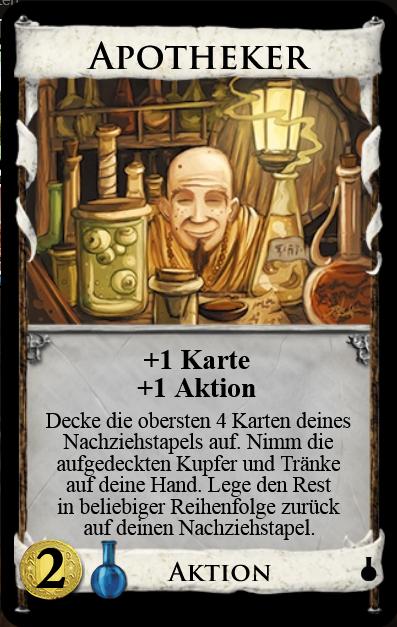 APOTHEKER
+1 Karte
+1 Aktion
Decke die obersten 4 Karten deines
Nachziehstapels auf. Nimm die
aufgedeckten Kupfer und Tränke
auf deine Hand. Lege den Rest
in beliebiger Reihenfolge zurück
auf deinen Nachziehstapel.
2 AKTION